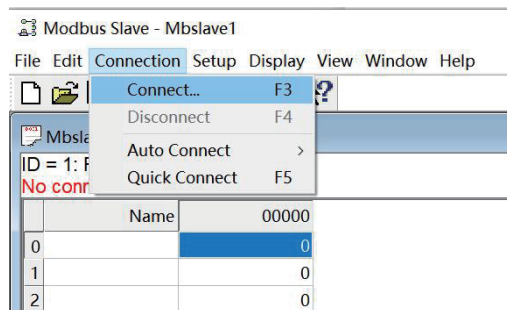 Modbus Slave - Mbslave1
File Edit Connection Setup Display View Window Help
Connect... F3
Disconnect F4
Auto Connect >
Quick Connect F5
Mbsla
ID = 1: F
No conn
Name 00000
0 0
1 0
2 0